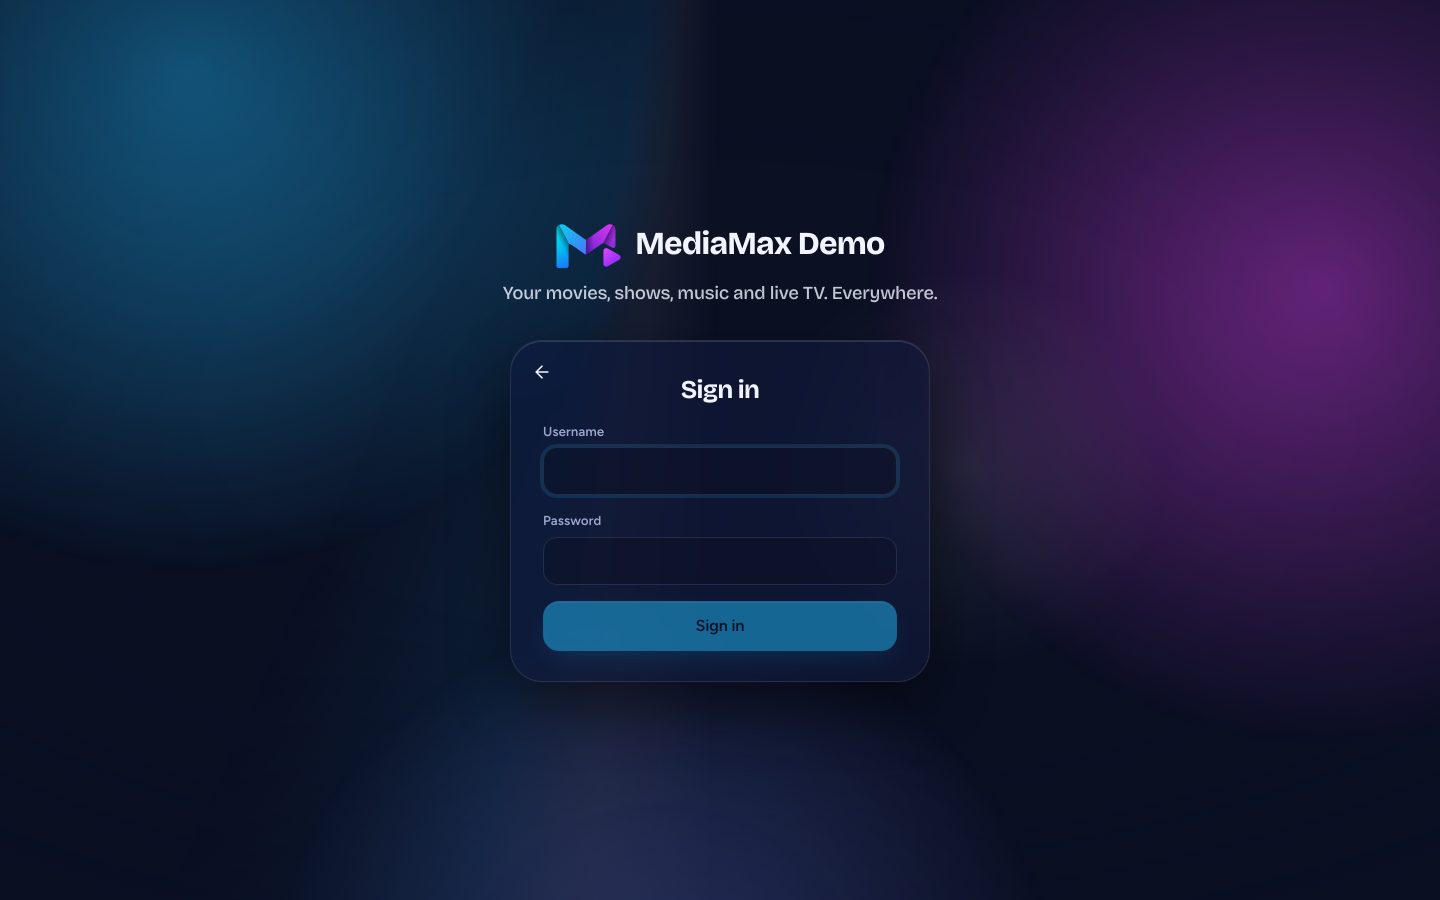 MediaMax Demo
Your movies, shows, music and live TV. Everywhere.
Sign in
Username
Password
Sign in